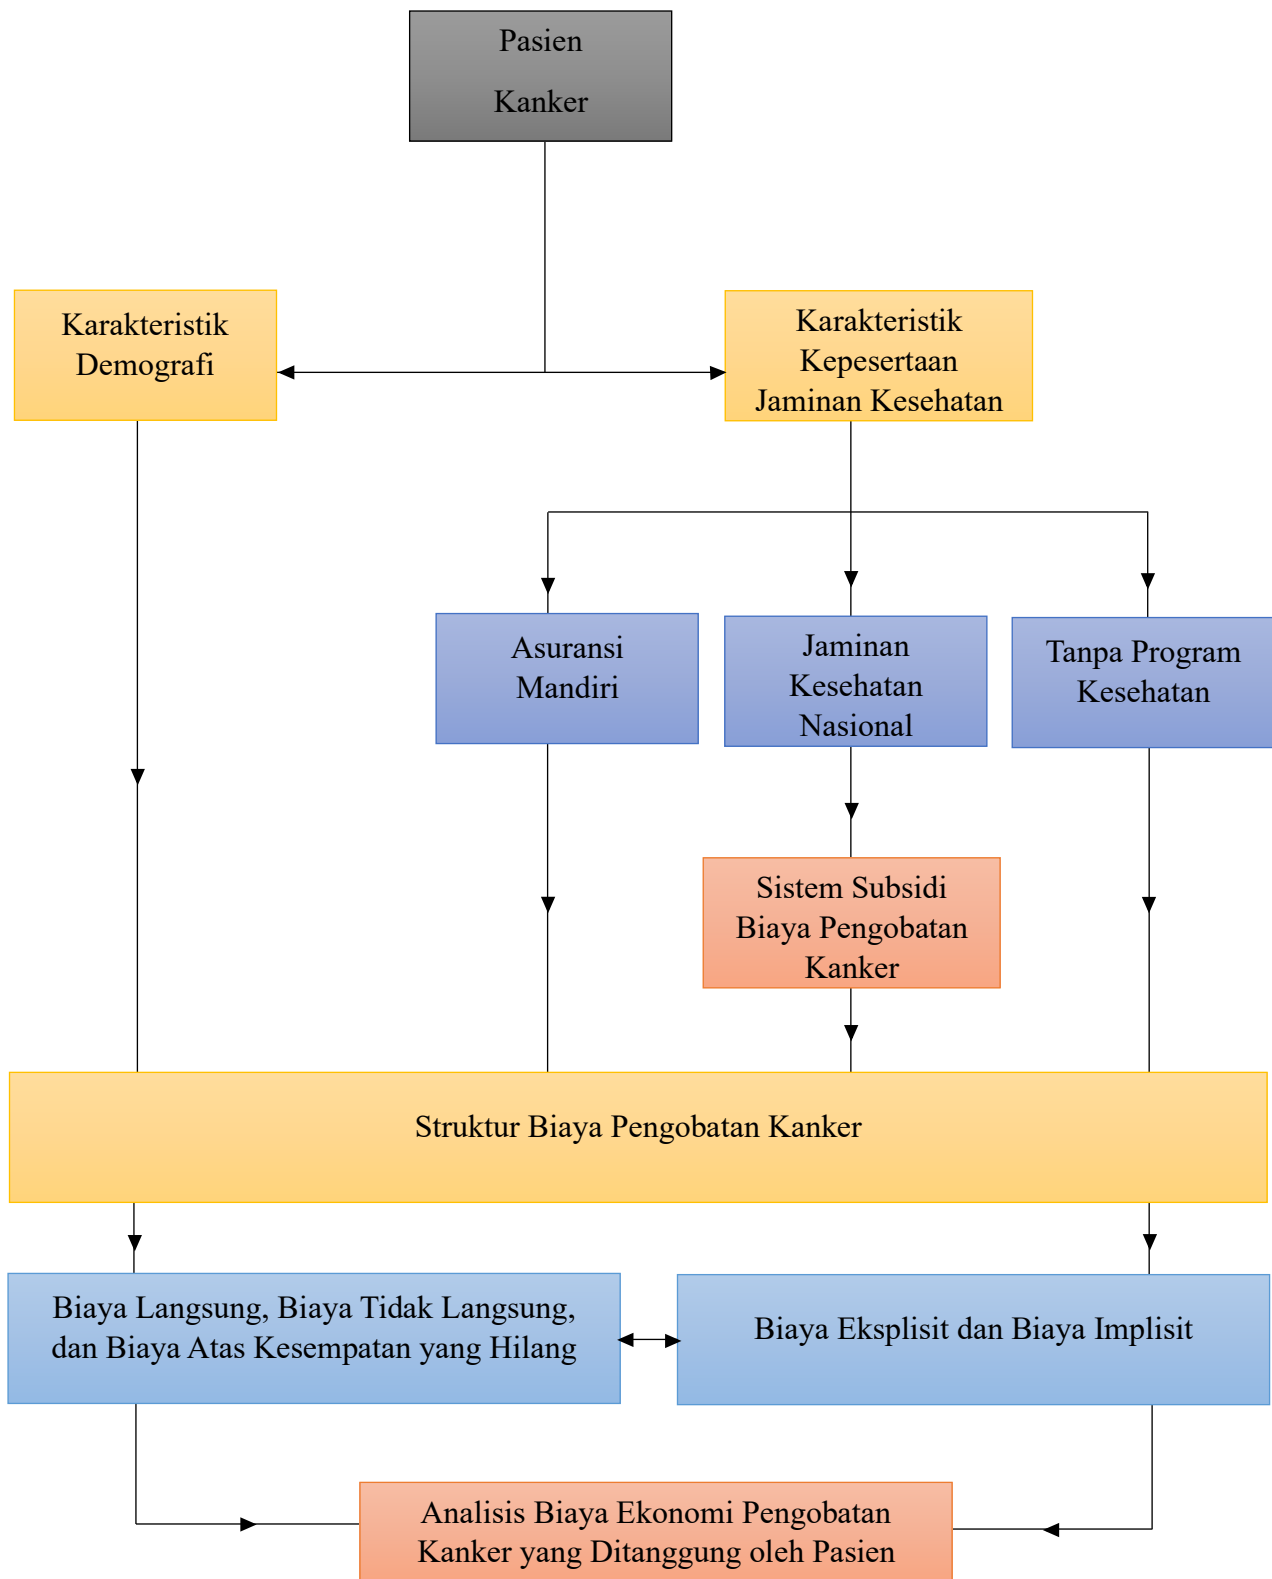 Pasien
Kanker
Karakteristik
Demografi
Karakteristik
Kepesertaan
Jaminan Kesehatan
Asuransi
Mandiri
Jaminan
Kesehatan
Nasional
Tanpa Program
Kesehatan
Sistem Subsidi
Biaya Pengobatan
Kanker
Struktur Biaya Pengobatan Kanker
Biaya Langsung, Biaya Tidak Langsung,
dan Biaya Atas Kesempatan yang Hilang
Biaya Eksplisit dan Biaya Implisit
Analisis Biaya Ekonomi Pengobatan
Kanker yang Ditanggung oleh Pasien